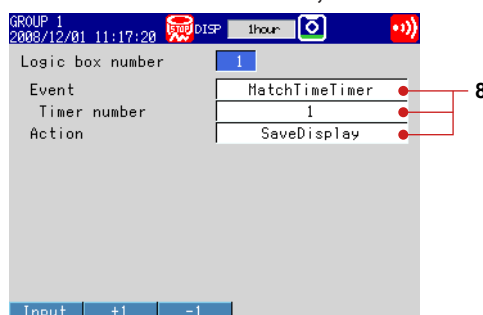 GROUP 1
2008/12/01 11:17:20 STOP DISP 1hour
Logic box number 1
Event MatchTimeTimer
Timer number 1
Action SaveDisplay
8
Input +1 -1